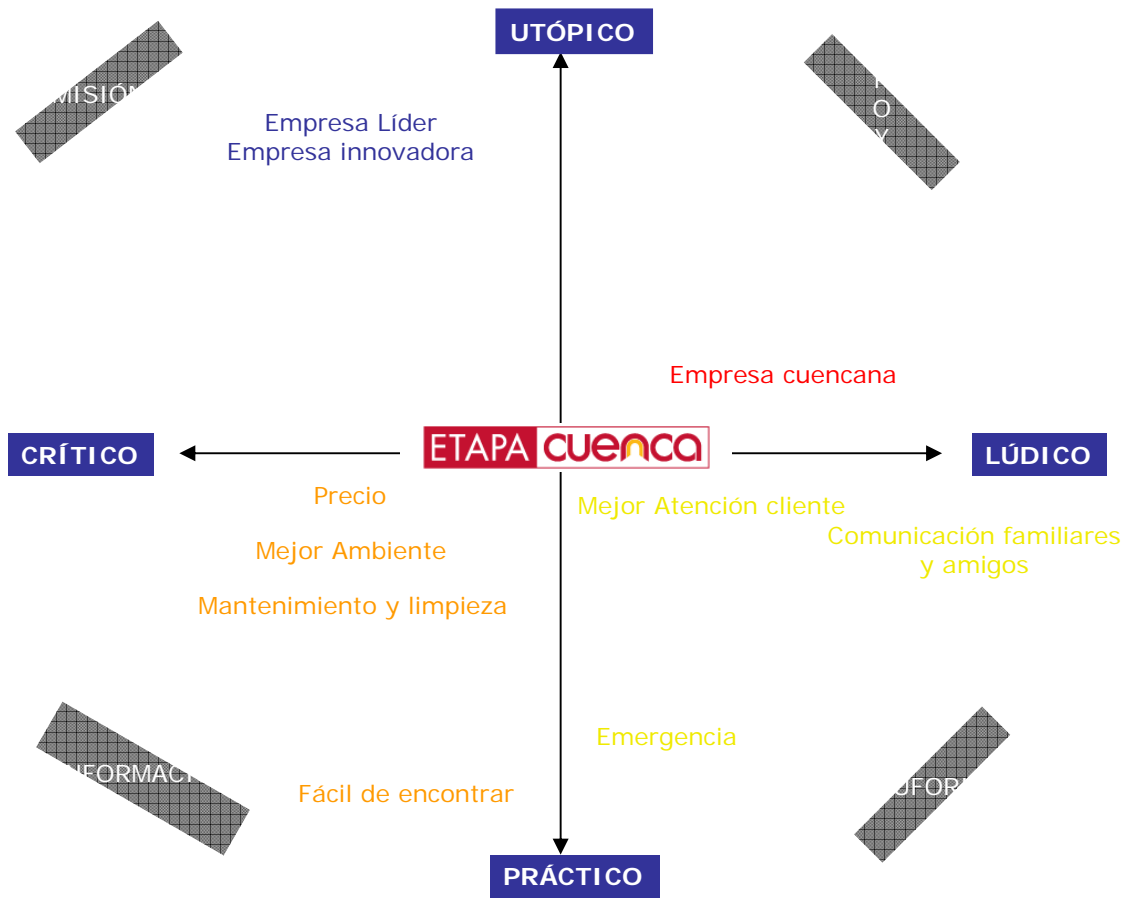 UTÓPICO
MISIÓN
Empresa Líder
Empresa innovadora
Empresa cuencana
CRÍTICO
ETAPA cuenca
LÚDICO
Precio
Mejor Atención cliente
Comunicación familiares
y amigos
Mejor Ambiente
Mantenimiento y limpieza
Emergencia
Fácil de encontrar
PRÁCTICO